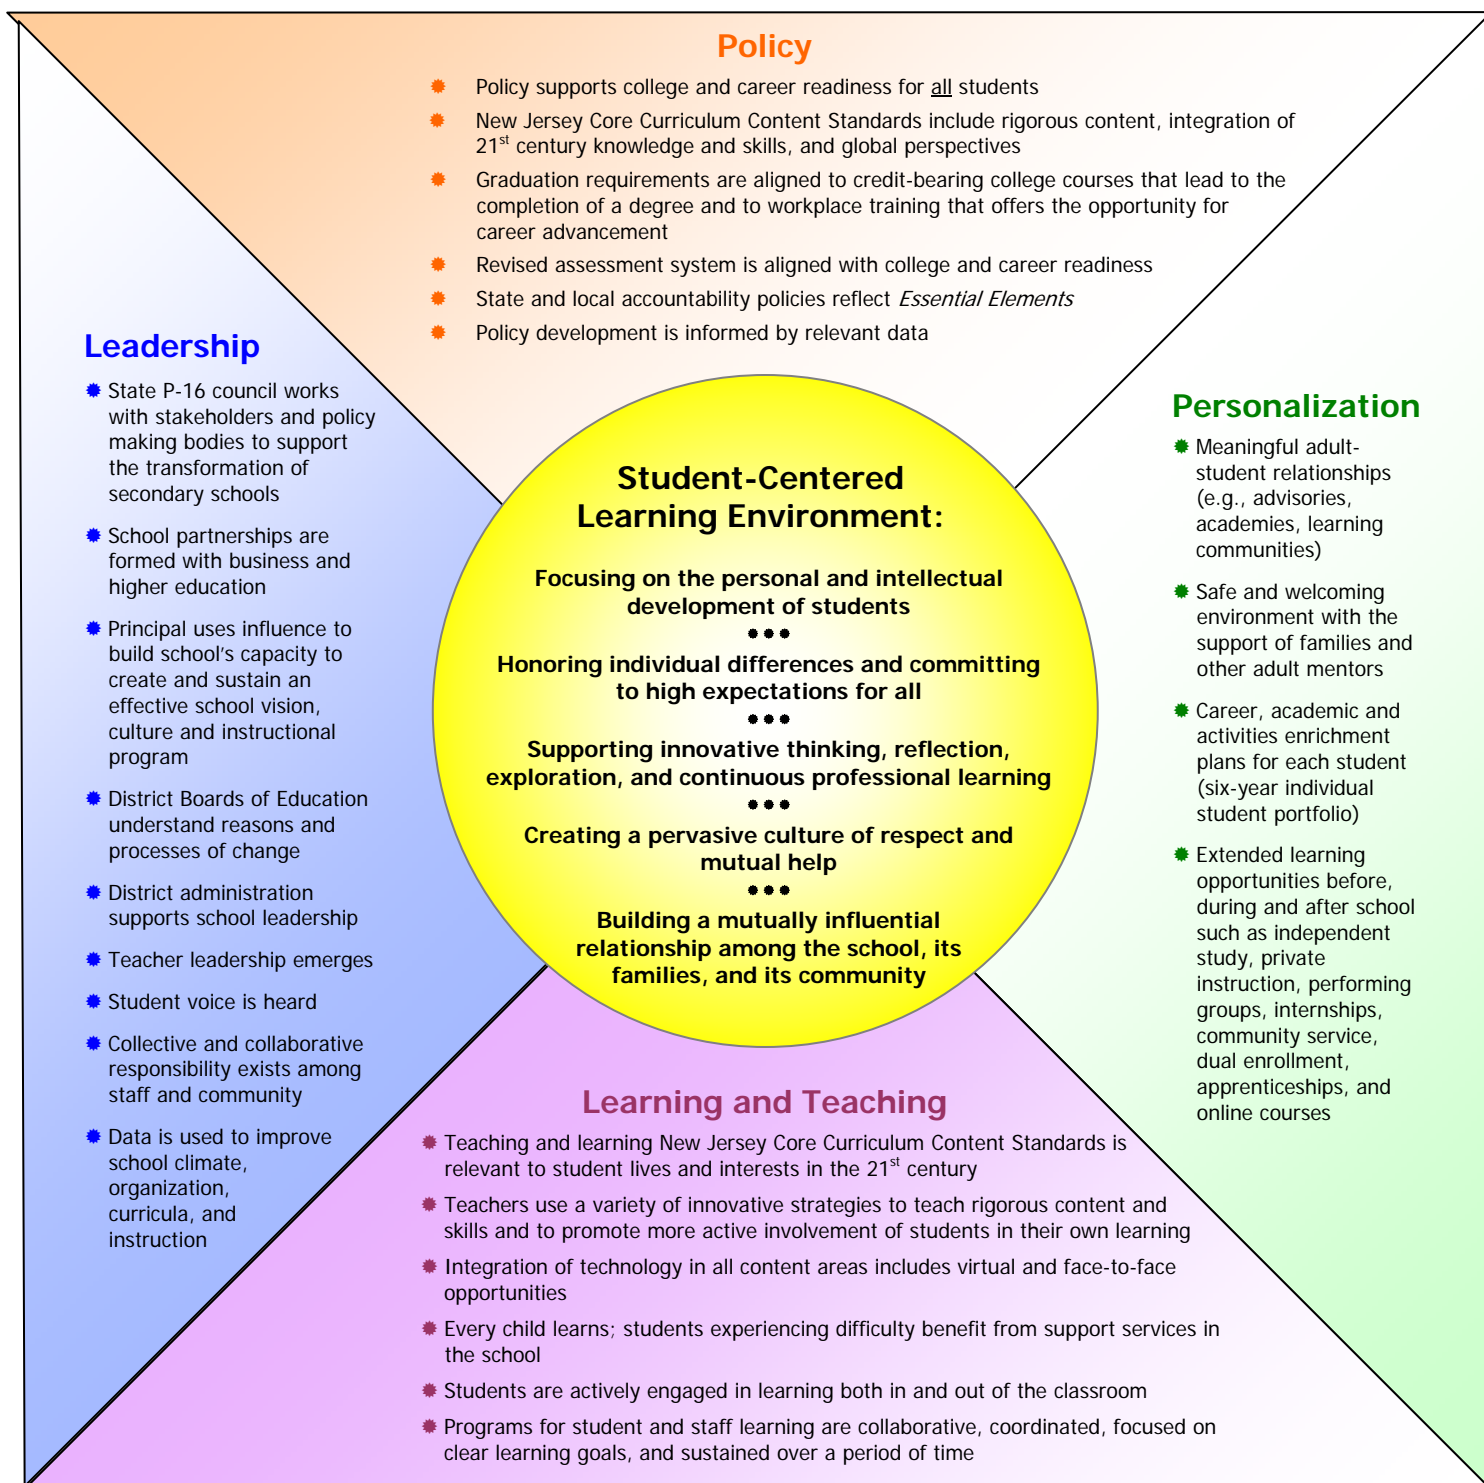 Policy
Policy supports college and career readiness for all students
New Jersey Core Curriculum Content Standards include rigorous content, integration of
21st century knowledge and skills, and global perspectives
Graduation requirements are aligned to credit-bearing college courses that lead to the
completion of a degree and to workplace training that offers the opportunity for
career advancement
Revised assessment system is aligned with college and career readiness
State and local accountability policies reflect Essential Elements
Policy development is informed by relevant data
Leadership
State P-16 council works
with stakeholders and policy
making bodies to support
the transformation of
secondary schools
School partnerships are
formed with business and
higher education
Principal uses influence to
build school's capacity to
create and sustain an
effective school vision,
culture and instructional
program
District Boards of Education
understand reasons and
processes of change
District administration
supports school leadership
Teacher leadership emerges
Student voice is heard
Collective and collaborative
responsibility exists among
staff and community
Data is used to improve
school climate,
organization,
curricula, and
instruction
Student-Centered
Learning Environment:
Focusing on the personal and intellectual
development of students
•••
Honoring individual differences and committing
to high expectations for all
•••
Supporting innovative thinking, reflection,
exploration, and continuous professional learning
•••
Creating a pervasive culture of respect and
mutual help
•••
Building a mutually influential
relationship among the school, its
families, and its community
Personalization
Meaningful adult-
student relationships
(e.g., advisories,
academies, learning
communities)
Safe and welcoming
environment with the
support of families and
other adult mentors
Career, academic and
activities enrichment
plans for each student
(six-year individual
student portfolio)
Extended learning
opportunities before,
during and after school
such as independent
study, private
instruction, performing
groups, internships,
community service,
dual enrollment,
apprenticeships, and
online courses
Learning and Teaching
Teaching and learning New Jersey Core Curriculum Content Standards is
relevant to student lives and interests in the 21st century
Teachers use a variety of innovative strategies to teach rigorous content and
skills and to promote more active involvement of students in their own learning
Integration of technology in all content areas includes virtual and face-to-face
opportunities
Every child learns; students experiencing difficulty benefit from support services in
the school
Students are actively engaged in learning both in and out of the classroom
Programs for student and staff learning are collaborative, coordinated, focused on
clear learning goals, and sustained over a period of time